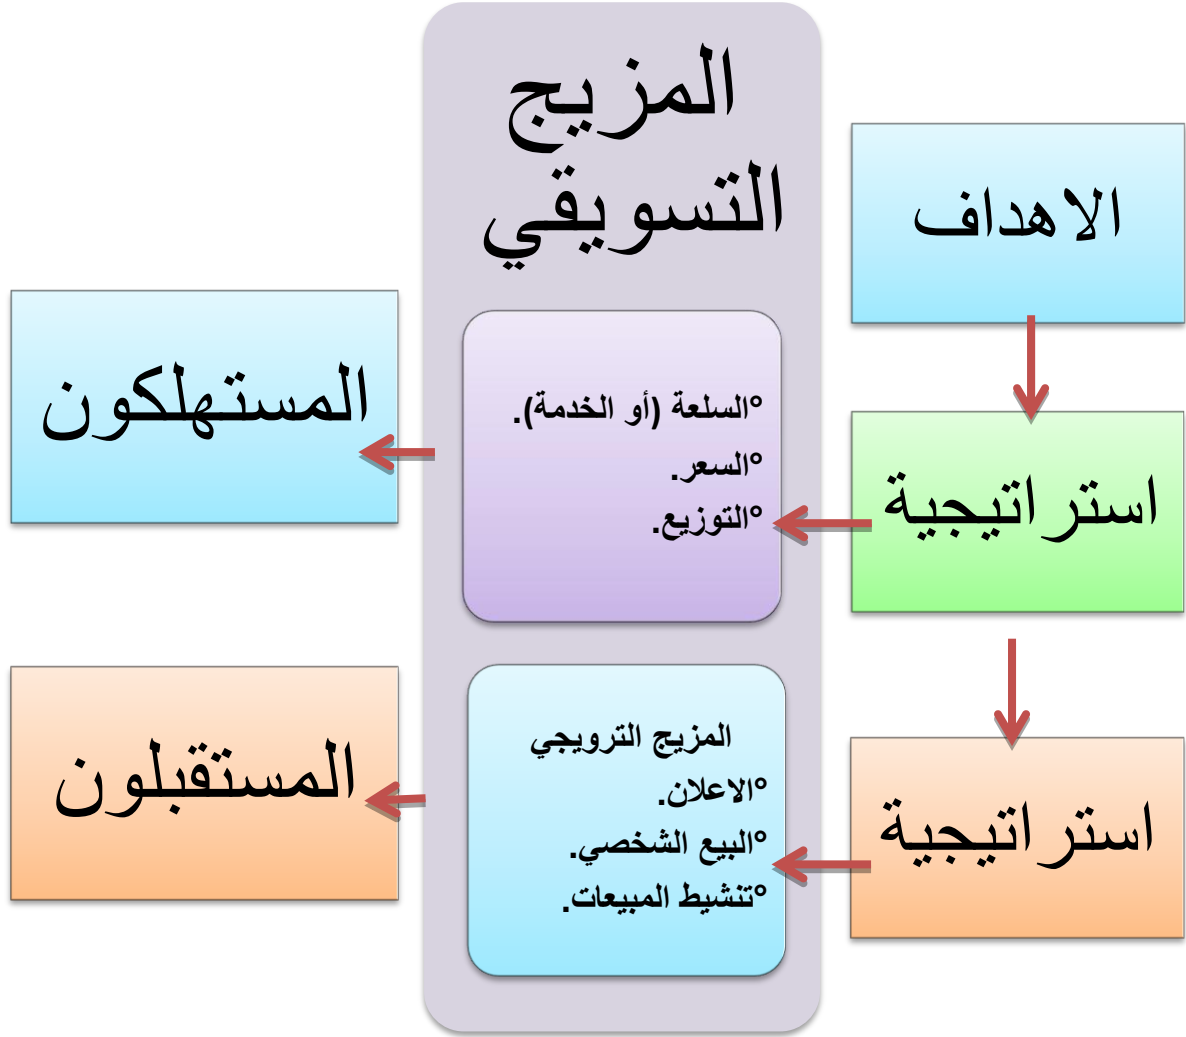 المزيج
التسويقي
الاهداف
استراتيجية
°السلعة (أو الخدمة).
°السعر.
°التوزيع.
المستهلكون
استراتيجية
المزيج الترويجي
°الاعلان.
°البيع الشخصي.
°تنشيط المبيعات.
المستقبلون